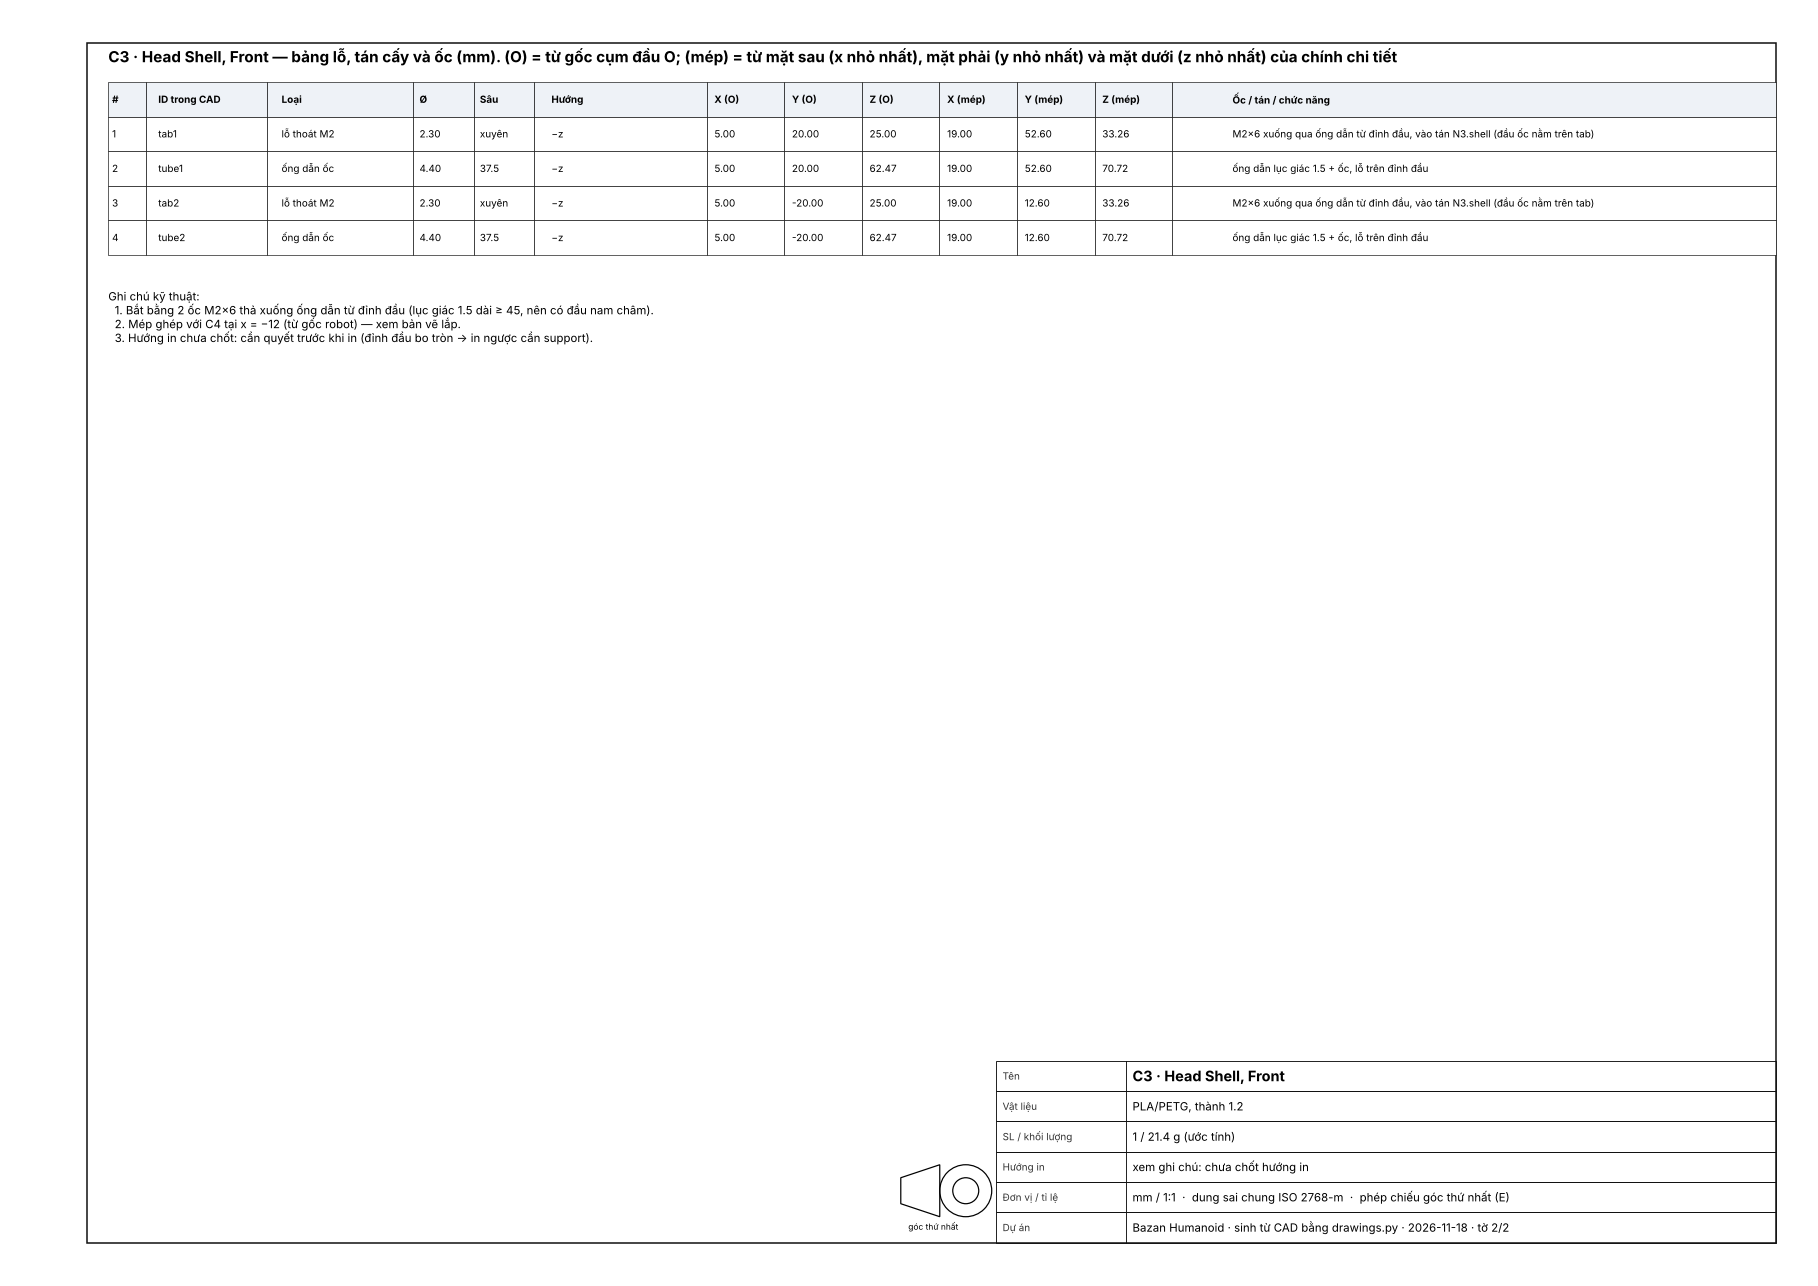 C3 · Head Shell, Front — bảng lỗ, tán cấy và ốc (mm). (O) = từ gốc cụm đầu O; (mép) = từ mặt sau (x nhỏ nhất), mặt phải (y nhỏ nhất) và mặt dưới (z nhỏ nhất) của chính chi tiết
# ID trong CAD Loại Ø Sâu Hướng X (O) Y (O) Z (O) X (mép) Y (mép) Z (mép) Ốc / tán / chức năng
1 tab1 lỗ thoát M2 2.30 xuyên −z 5.00 20.00 25.00 19.00 52.60 33.26 M2×6 xuống qua ống dẫn từ đỉnh đầu, vào tán N3.shell (đầu ốc nằm trên tab)
2 tube1 ống dẫn ốc 4.40 37.5 −z 5.00 20.00 62.47 19.00 52.60 70.72 ống dẫn lục giác 1.5 + ốc, lỗ trên đỉnh đầu
3 tab2 lỗ thoát M2 2.30 xuyên −z 5.00 -20.00 25.00 19.00 12.60 33.26 M2×6 xuống qua ống dẫn từ đỉnh đầu, vào tán N3.shell (đầu ốc nằm trên tab)
4 tube2 ống dẫn ốc 4.40 37.5 −z 5.00 -20.00 62.47 19.00 12.60 70.72 ống dẫn lục giác 1.5 + ốc, lỗ trên đỉnh đầu
Ghi chú kỹ thuật:
1. Bắt bằng 2 ốc M2×6 thả xuống ống dẫn từ đỉnh đầu (lục giác 1.5 dài ≥ 45, nên có đầu nam châm).
2. Mép ghép với C4 tại x = −12 (từ gốc robot) — xem bản vẽ lắp.
3. Hướng in chưa chốt: cần quyết trước khi in (đỉnh đầu bo tròn → in ngược cần support).
Tên C3 · Head Shell, Front
Vật liệu PLA/PETG, thành 1.2
SL / khối lượng 1 / 21.4 g (ước tính)
Hướng in xem ghi chú: chưa chốt hướng in
Đơn vị / tỉ lệ mm / 1:1 · dung sai chung ISO 2768-m · phép chiếu góc thứ nhất (E)
góc thứ nhất
Dự án Bazan Humanoid · sinh từ CAD bằng drawings.py · 2026-11-18 · tờ 2/2